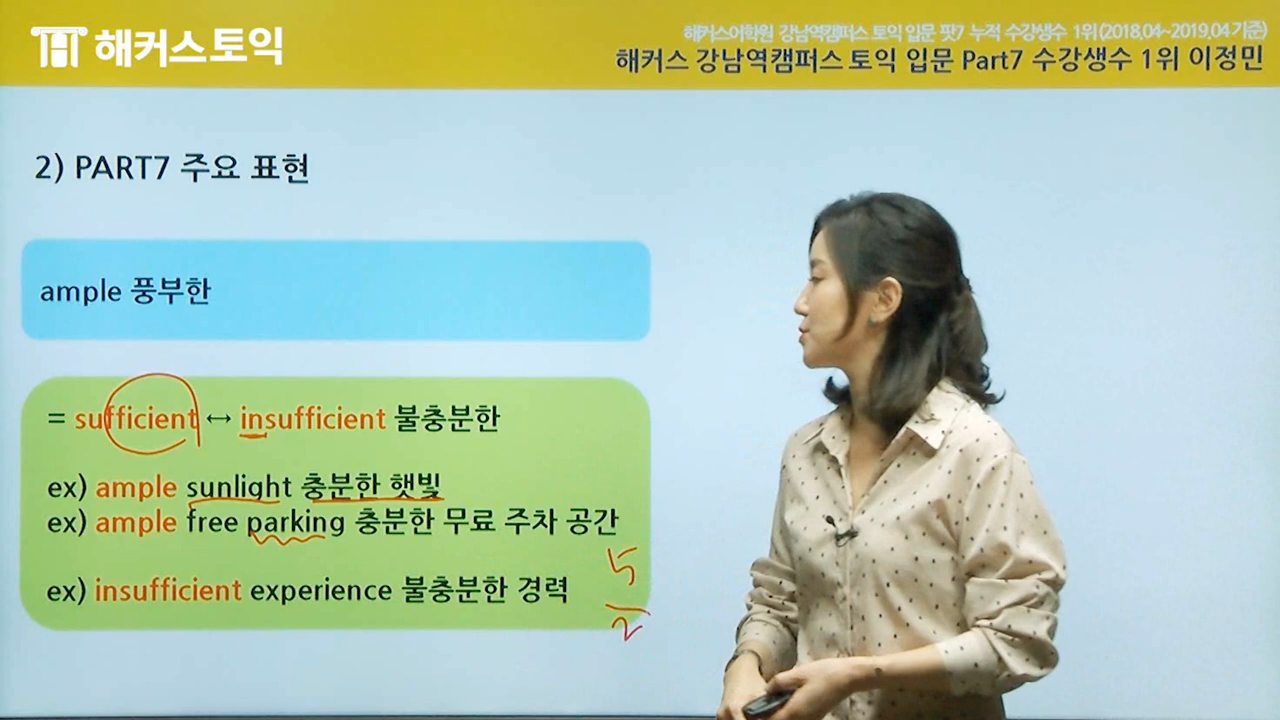 해커스토익
해커스어학원 강남역캠퍼스 토익 입문 팟7 누적 수강생수 1위(2018.04~2019.04 기준)
해커스 강남역캠퍼스 토익 입문 Part7 수강생수 1위 이정민
2) PART7 주요 표현
ample 풍부한
= sufficient ↔ insufficient 불충분한
ex) ample sunlight 충분한 햇빛
ex) ample free parking 충분한 무료 주차 공간
5
ex) insufficient experience 불충분한 경력
2